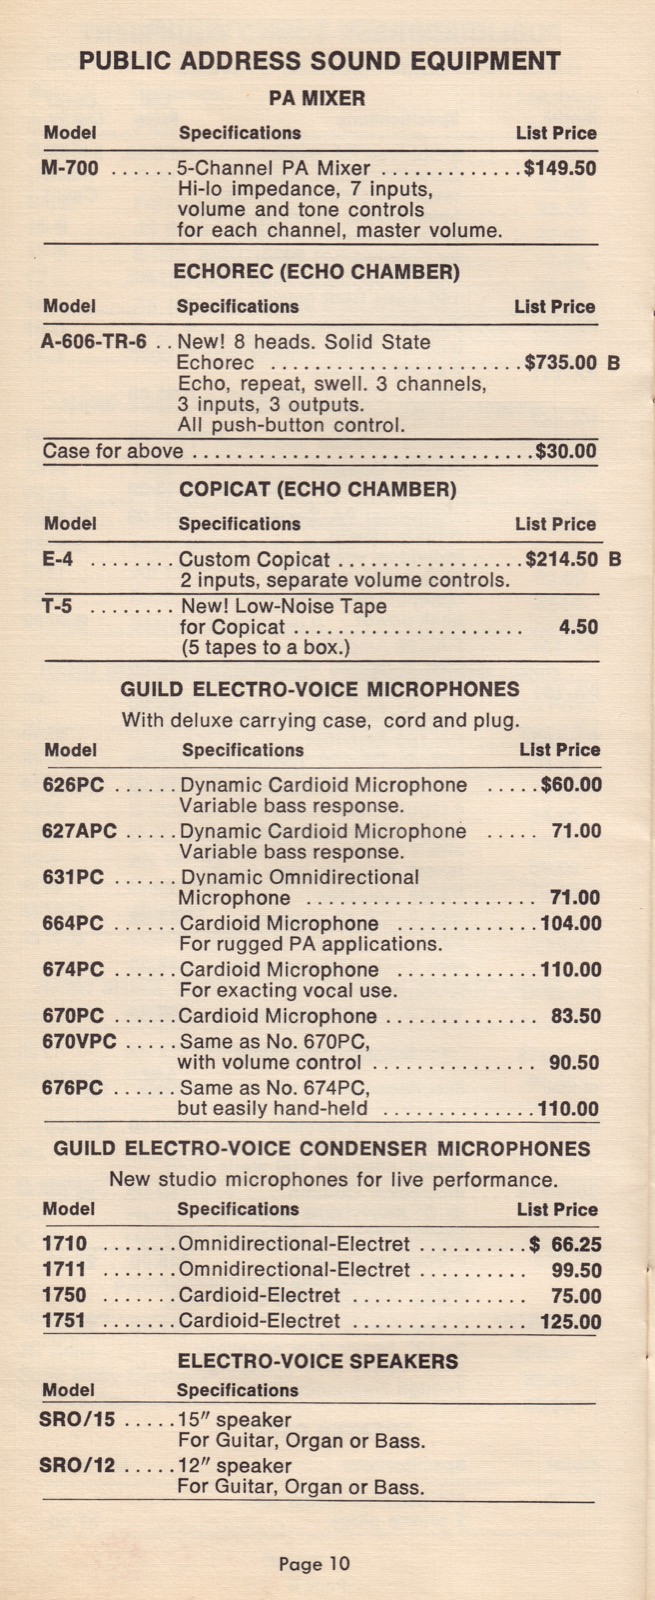 PUBLIC ADDRESS SOUND EQUIPMENT
PA MIXER
Model Specifications List Price
M-700 ...... 5-Channel PA Mixer ............. $149.50
Hi-lo impedance, 7 inputs,
volume and tone controls
for each channel, master volume.
ECHOREC (ECHO CHAMBER)
Model Specifications List Price
A-606-TR-6 .. New! 8 heads. Solid State
Echorec ....................... $735.00 B
Echo, repeat, swell. 3 channels,
3 inputs, 3 outputs.
All push-button control.
Case for above ............................... $30.00
COPICAT (ECHO CHAMBER)
Model Specifications List Price
E-4 ........ Custom Copicat ................. $214.50 B
2 inputs, separate volume controls.
T-5 ........ New! Low-Noise Tape
for Copicat ..................... 4.50
(5 tapes to a box.)
GUILD ELECTRO-VOICE MICROPHONES
With deluxe carrying case, cord and plug.
Model Specifications List Price
626PC ...... Dynamic Cardioid Microphone ..... $60.00
Variable bass response.
627APC ..... Dynamic Cardioid Microphone ..... 71.00
Variable bass response.
631PC ...... Dynamic Omnidirectional
Microphone ..................... 71.00
664PC ...... Cardioid Microphone ............. 104.00
For rugged PA applications.
674PC ...... Cardioid Microphone ............. 110.00
For exacting vocal use.
670PC ...... Cardioid Microphone ............. 83.50
670VPC ..... Same as No. 670PC,
with volume control ............... 90.50
676PC ...... Same as No. 674PC,
but easily hand-held .............. 110.00
GUILD ELECTRO-VOICE CONDENSER MICROPHONES
New studio microphones for live performance.
Model Specifications List Price
1710 ....... Omnidirectional-Electret .......... $ 66.25
1711 ....... Omnidirectional-Electret .......... 99.50
1750 ....... Cardioid-Electret ................ 75.00
1751 ....... Cardioid-Electret ................ 125.00
ELECTRO-VOICE SPEAKERS
Model Specifications
SRO/15 ..... 15″ speaker
For Guitar, Organ or Bass.
SRO/12 ..... 12″ speaker
For Guitar, Organ or Bass.
Page 10